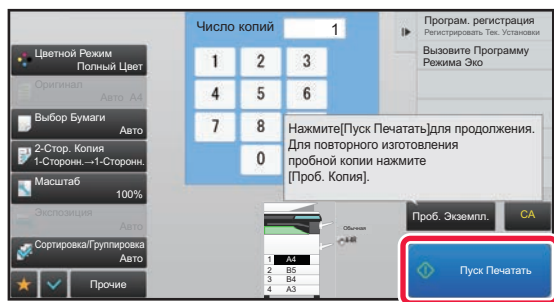 Число копий
1
Програм. регистрация
Регистрировать Тек. Установки
Вызовите Программу
Режима Эко
Цветной Режим
Полный Цвет
Оригинал
Авто A4
Выбор Бумаги
Авто
2-Стор. Копия
1-Сторонн.→1-Сторонн.
Масштаб
100%
Экспозиция
Авто
Сортировка/Группировка
Авто
Прочие
1 2 3
4 5 6
7 8
0
Нажмите[Пуск Печатать]для продолжения.
Для повторного изготовления
пробной копии нажмите
[Проб. Копия].
Обычная
A4R
1 A4
2 B5
3 B4
4 A3
Проб. Экземпл.
CA
Пуск Печатать